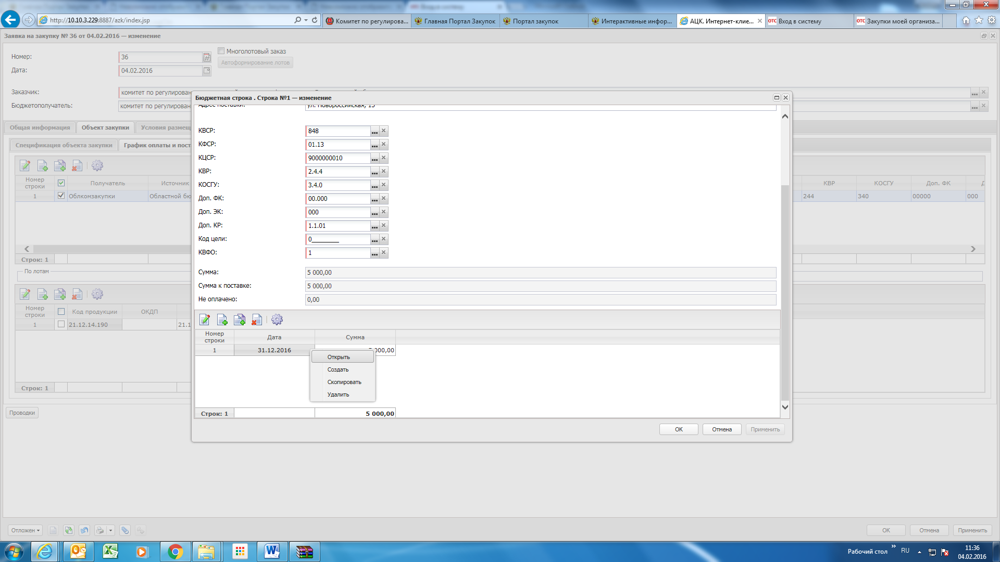 http://10.10.3.229:8887/azk/index.jsp
Комитет по регулирова...
Главная Портал Закупок
Портал закупок
Интерактивные инфор...
АЦК. Интернет-клие...
ОТС Вход в систему
ОТС Закупки моей организа...
Заявка на закупку № 36 от 04.02.2016 — изменение
Номер:
36
Многолотовый заказ
Автоформирование лотов
Дата:
04.02.2016
Заказчик:
комитет по регулирован
Бюджетополучатель:
комитет по регулирован
Общая информация
Объект закупки
Условия размещ
Спецификация объекта закупки
График оплаты и пост
Номер строки
Получатель
Источник
КВР
КОСГУ
Доп. ФК
1
Облкомзакупки
Областной бю
244
340
00000
000
Строк: 1
По лотам
Номер строки
Код продукции
ОКДП
1
21.12.14.190
21.1
Строк: 1
Проводки
Бюджетная строка . Строка №1 — изменение
Адрес поставки:
ул. Новороссийская, 15
КВСР:
848
КФСР:
01.13
КЦСР:
9000000010
КВР:
2.4.4
КОСГУ:
3.4.0
Доп. ФК:
00.000
Доп. ЭК:
000
Доп. КР:
1.1.01
Код цели:
0________
КВФО:
1
Сумма:
5 000,00
Сумма к поставке:
5 000,00
Не оплачено:
0,00
Номер строки
Дата
Сумма
1
31.12.2016
000,00
Открыть
Создать
Скопировать
Удалить
Строк: 1
5 000,00
ОК
Отмена
Применить
Отложен
ОК
Отмена
Применить
Рабочий стол
RU
11:36
04.02.2016